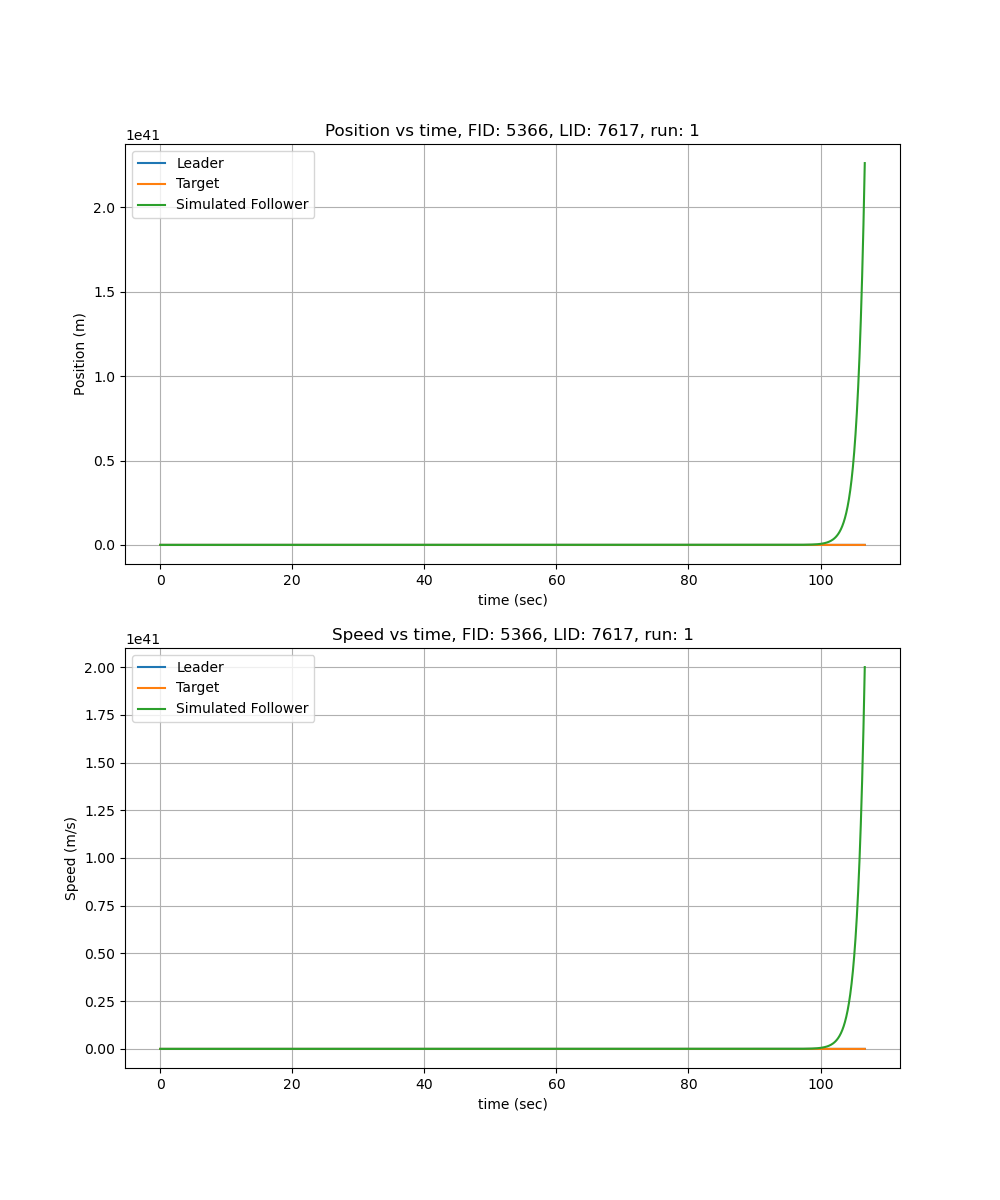 Position vs time, FID: 5366, LID: 7617, run: 1
1e41
Leader
Target
Simulated Follower
2.0
1.5
1.0
0.5
0.0
Position (m)
0 20 40 60 80 100
time (sec)
Speed vs time, FID: 5366, LID: 7617, run: 1
1e41
Leader
Target
Simulated Follower
2.00
1.75
1.50
1.25
1.00
0.75
0.50
0.25
0.00
Speed (m/s)
0 20 40 60 80 100
time (sec)